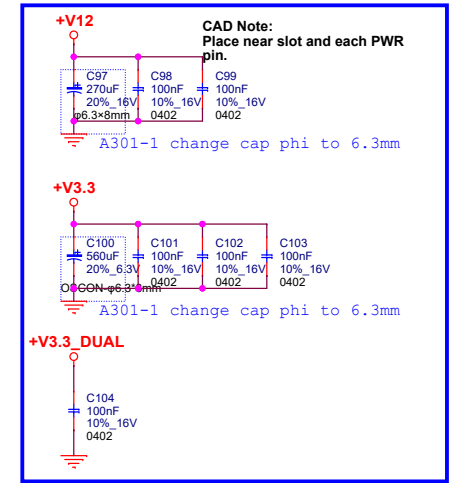 +V12
CAD Note:
Place near slot and each PWR
pin.
C97
270uF
20%_16V
φ6.3×8mm
C98
100nF
10%_16V
0402
C99
100nF
10%_16V
0402
A301-1 change cap phi to 6.3mm
+V3.3
C100
560uF
20%_6.3V
C101
100nF
10%_16V
0402
C102
100nF
10%_16V
0402
C103
100nF
10%_16V
0402
A301-1 change cap phi to 6.3mm
+V3.3_DUAL
C104
100nF
10%_16V
0402